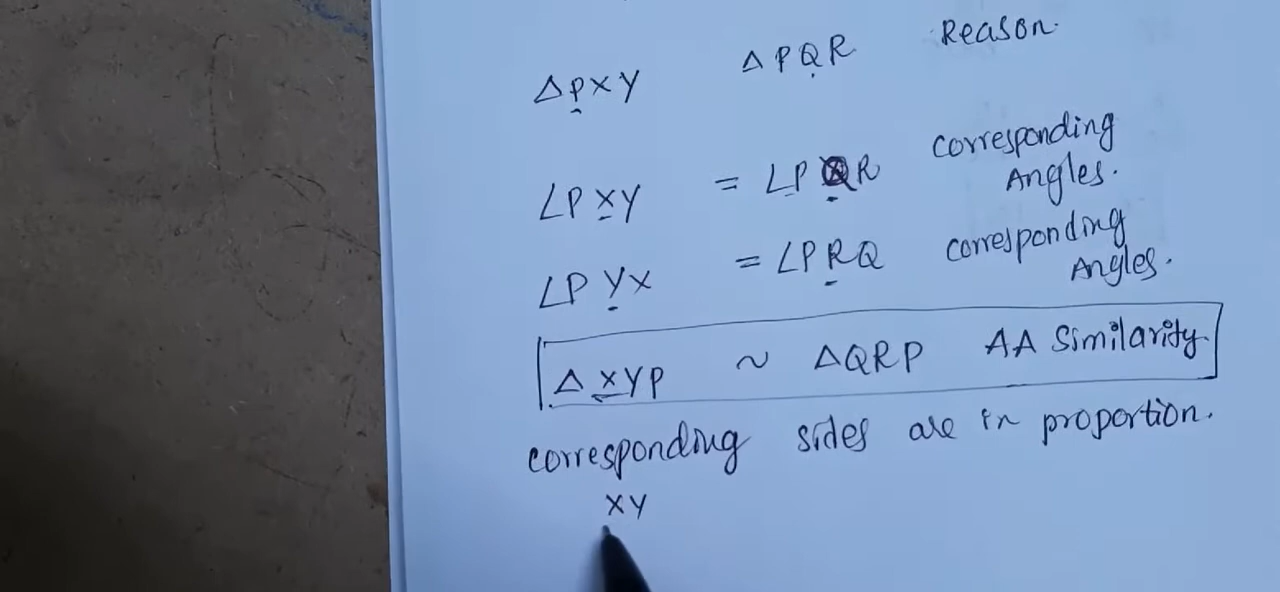 ΔPXY ΔPQR Reason.
∠PXY = ∠PQR corresponding
Angles.
∠PYX = ∠PRQ corresponding
Angles.
ΔXYP ~ ΔQRP AA Similarity
corresponding sides are in proportion.
XY